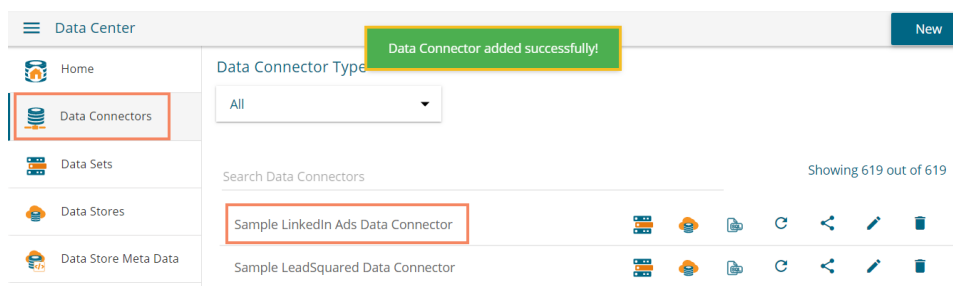 Data Center
New
Data Connector added successfully!
Home
Data Connector Type
Data Connectors
All
Data Sets
Search Data Connectors
Showing 619 out of 619
Data Stores
Sample LinkedIn Ads Data Connector
Data Store Meta Data
Sample LeadSquared Data Connector